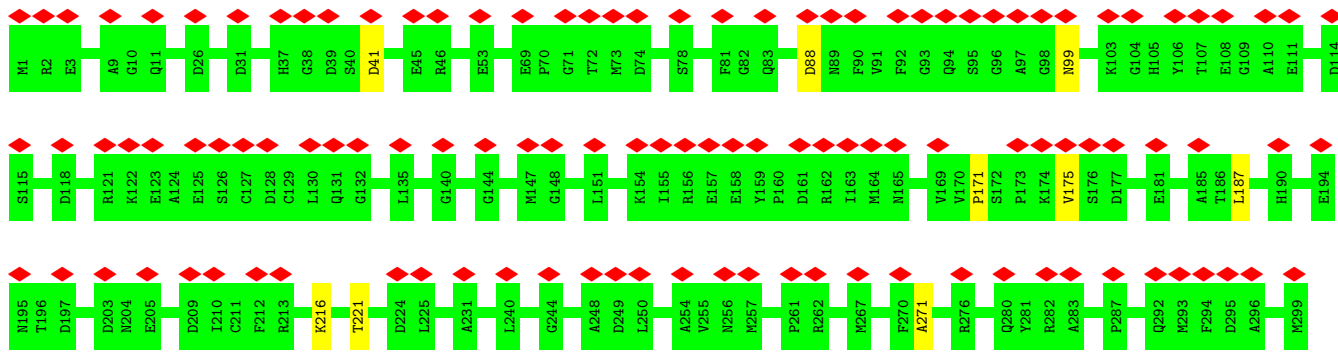 M1 R2 E3 A9 G10 Q11 D26 D31 H37 G38 D39 S40 D41 E45 R46 E53 E69 P70 G71 T72 M73 D74 S78 F81 G82 Q83 D88 N89 F90 V91 F92 G93 Q94 S95 G96 A97 G98 N99 K103 G104 H105 Y106 T107 E108 G109 A110 E111 D114
S115 D118 R121 K122 E123 A124 E125 S126 C127 D128 C129 L130 Q131 G132 L135 G140 G144 M147 G148 L151 K154 I155 R156 E157 E158 Y159 P160 D161 R162 I163 M164 N165 V169 V170 P171 S172 P173 K174 V175 S176 D177 E181 A185 T186 L187 H190 E194
N195 T196 D197 D203 N204 E205 D209 I210 C211 F212 R213 K216 T221 D224 L225 A231 L240 G244 A248 D249 L250 A254 V255 N256 M257 P261 R262 M267 F270 A271 R276 Q280 Y281 R282 A283 P287 Q292 M293 F294 D295 A296 M299